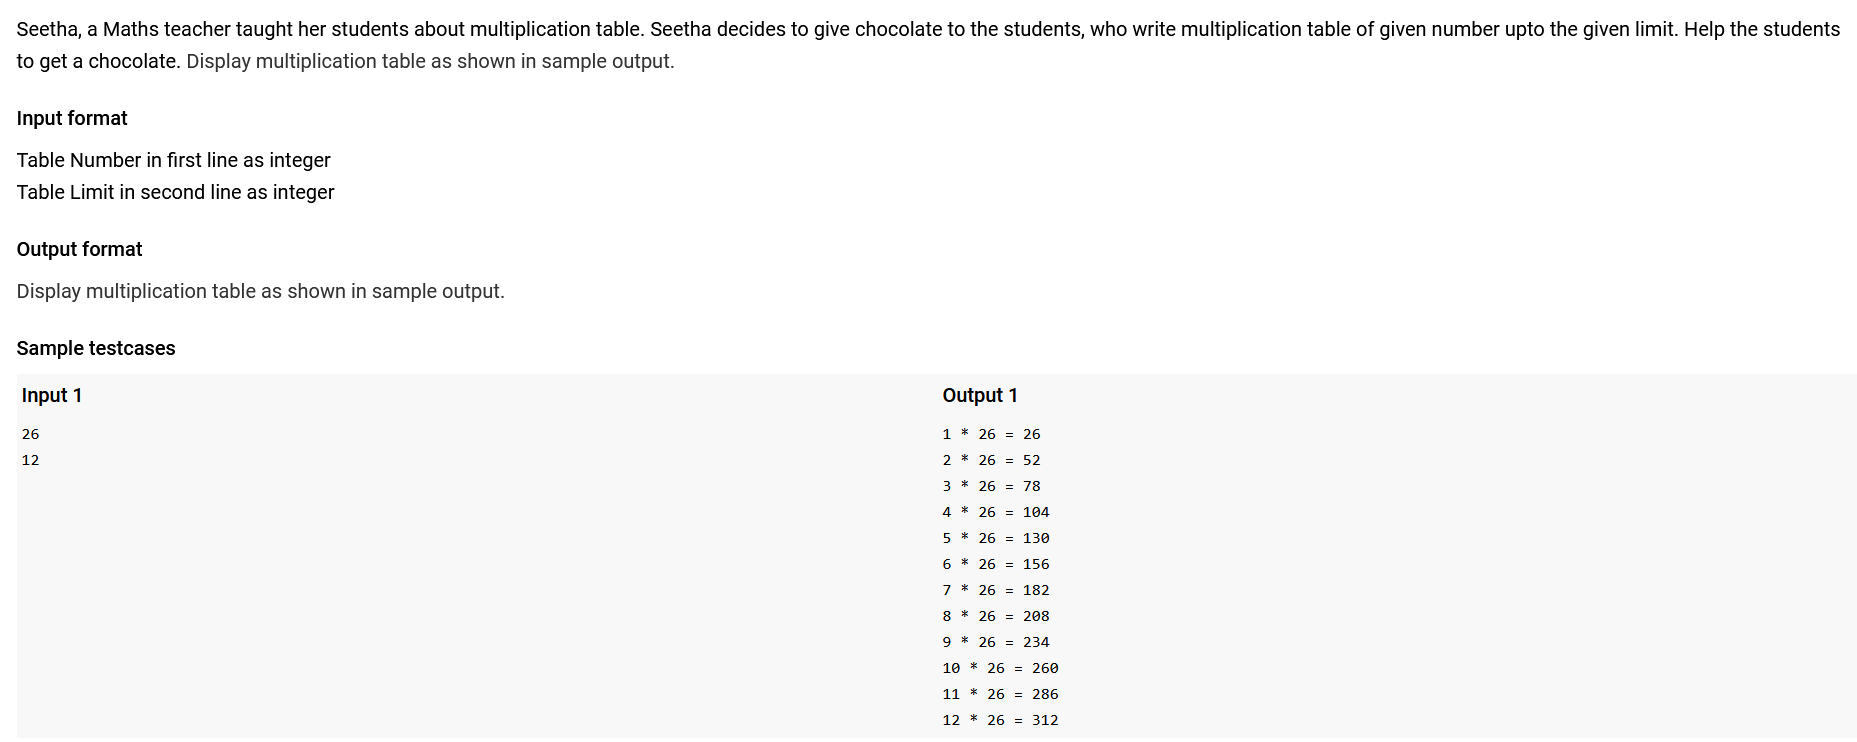 Seetha, a Maths teacher taught her students about multiplication table. Seetha decides to give chocolate to the students, who write multiplication table of given number upto the given limit. Help the students
to get a chocolate. Display multiplication table as shown in sample output.
Input format
Table Number in first line as integer
Table Limit in second line as integer
Output format
Display multiplication table as shown in sample output.
Sample testcases
Input 1
26
12
Output 1
1 * 26 = 26
2 * 26 = 52
3 * 26 = 78
4 * 26 = 104
5 * 26 = 130
6 * 26 = 156
7 * 26 = 182
8 * 26 = 208
9 * 26 = 234
10 * 26 = 260
11 * 26 = 286
12 * 26 = 312